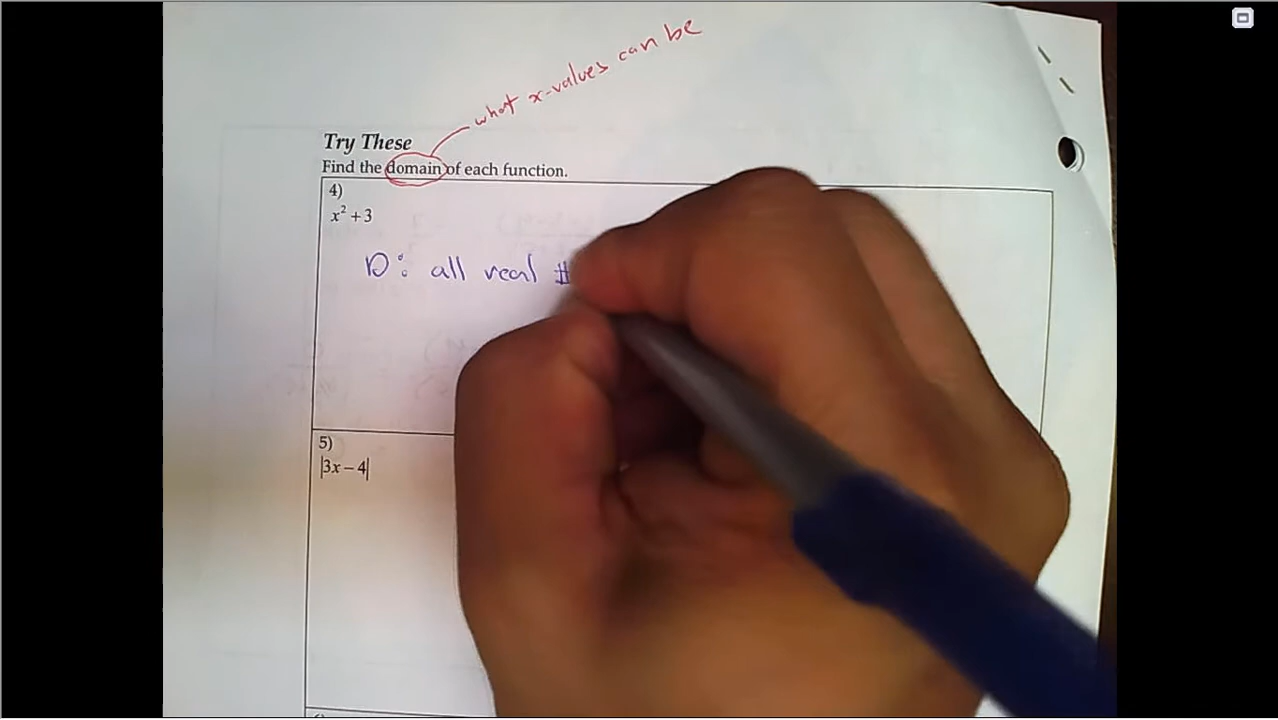 what x-values can be
Try These
Find the domain of each function.
4)
x² + 3
D: all real #
5)
|3x – 4|